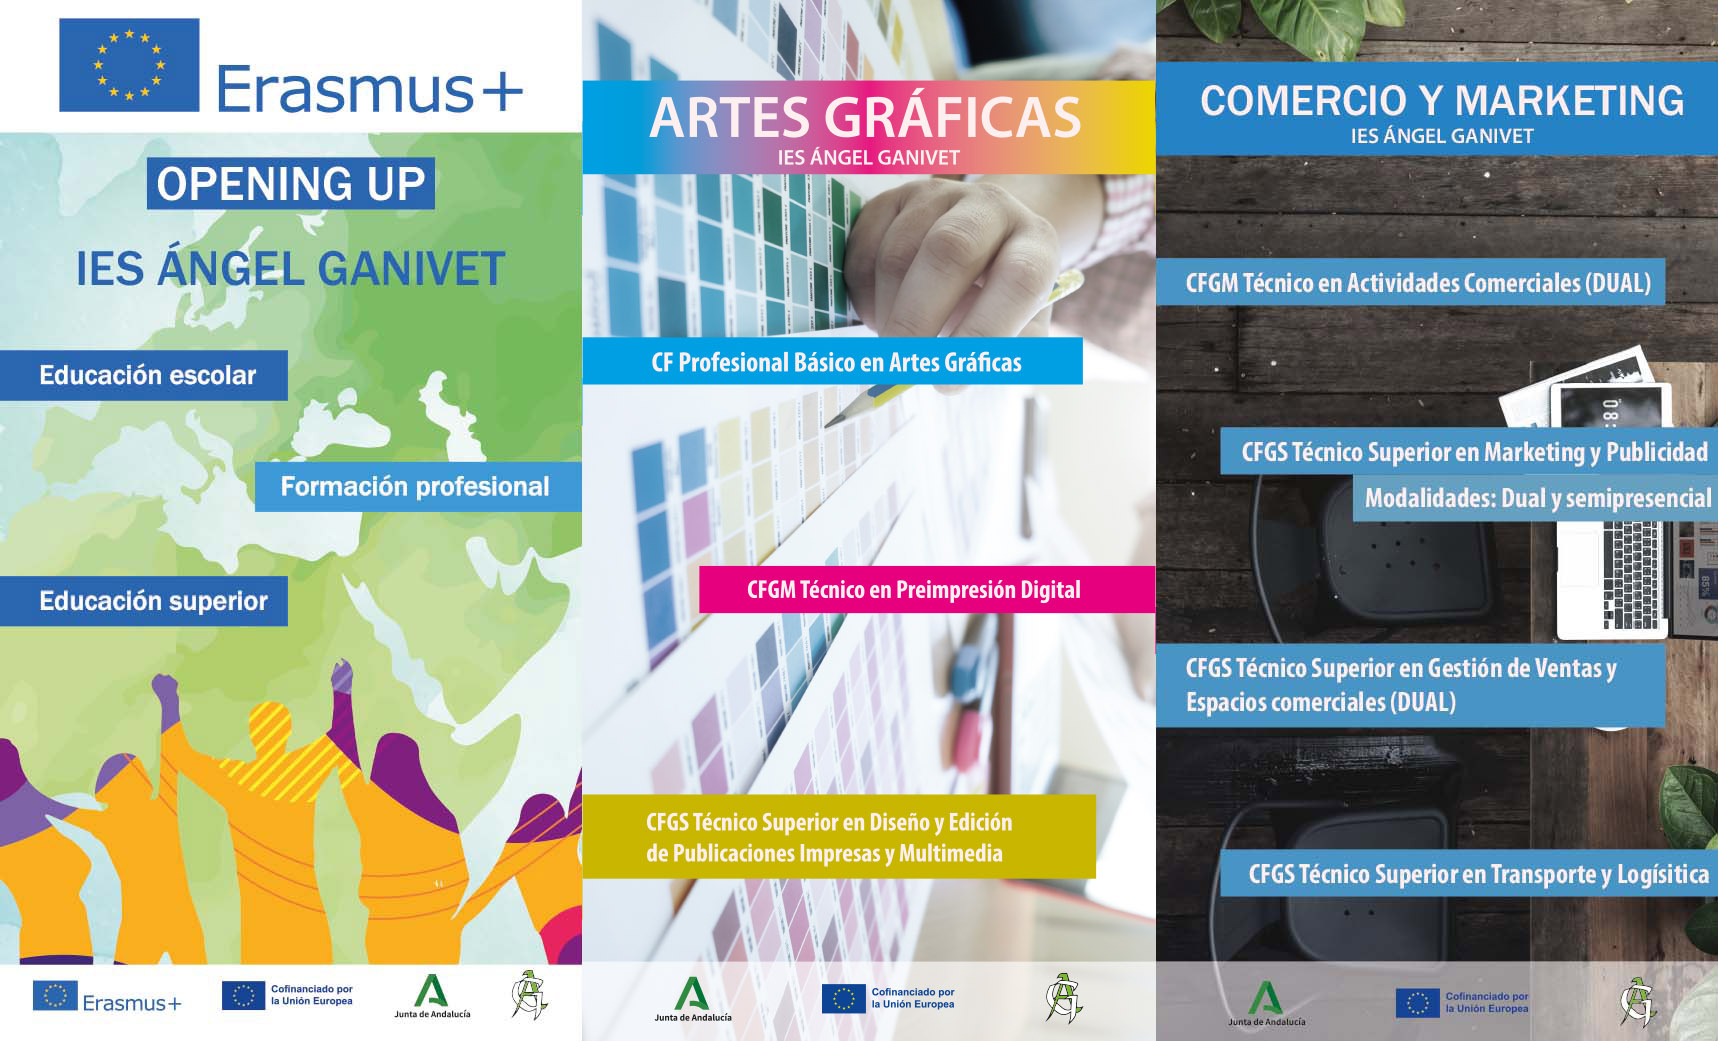 Erasmus+
OPENING UP
IES ÁNGEL GANIVET
Educación escolar
Formación profesional
Educación superior
Erasmus+
Cofinanciado por
la Unión Europea
Junta de Andalucía
ARTES GRÁFICAS
IES ÁNGEL GANIVET
CF Profesional Básico en Artes Gráficas
CFGM Técnico en Preimpresión Digital
CFGS Técnico Superior en Diseño y Edición
de Publicaciones Impresas y Multimedia
Junta de Andalucía
Cofinanciado por
la Unión Europea
COMERCIO Y MARKETING
IES ÁNGEL GANIVET
CFGM Técnico en Actividades Comerciales (DUAL)
CFGS Técnico Superior en Marketing y Publicidad
Modalidades: Dual y semipresencial
CFGS Técnico Superior en Gestión de Ventas y
Espacios comerciales (DUAL)
CFGS Técnico Superior en Transporte y Logísitica
Junta de Andalucía
Cofinanciado por
la Unión Europea